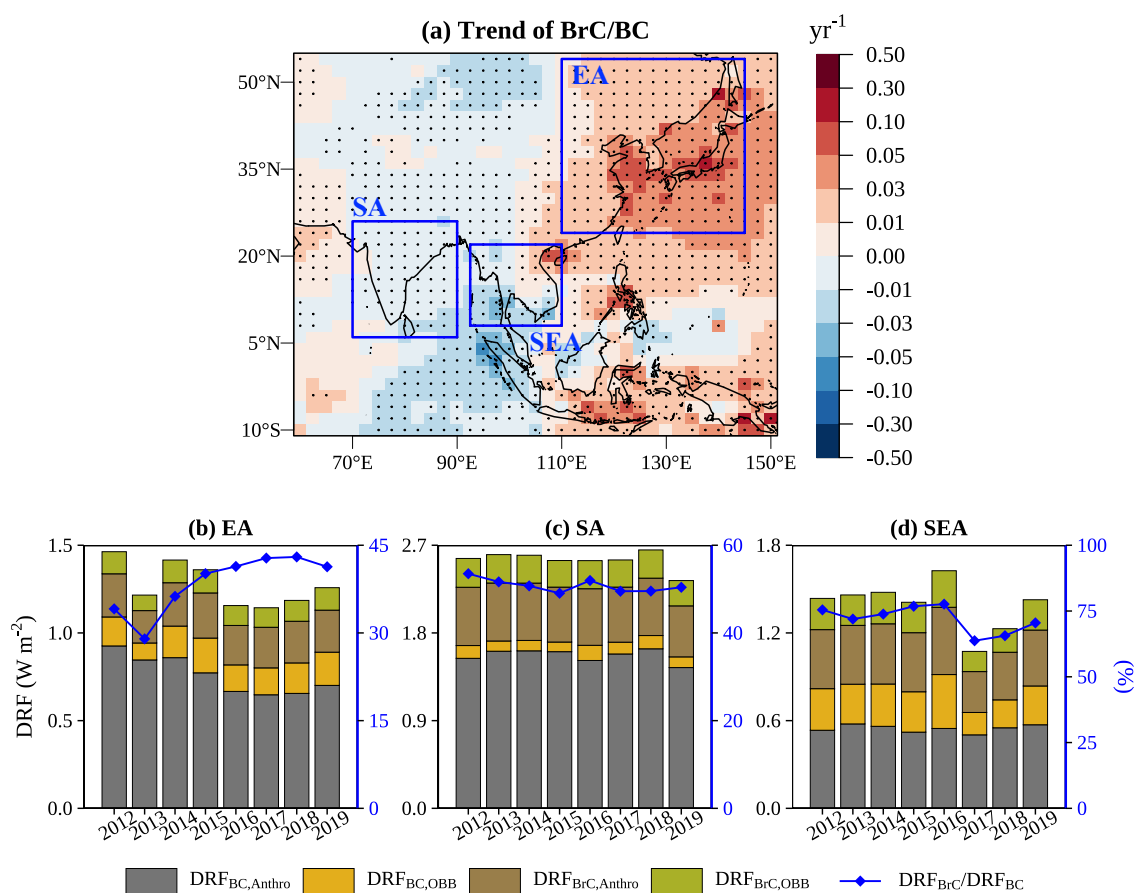 (a) Trend of BrC/BC
yr⁻¹
50°N
35°N
20°N
5°N
10°S
70°E 90°E 110°E 130°E 150°E
EA
SA
SEA
0.50
0.30
0.10
0.05
0.03
0.01
0.00
-0.01
-0.03
-0.05
-0.10
-0.30
-0.50
(b) EA
DRF (W m⁻²)
1.5
1.0
0.5
0.0
45
30
15
0
2012 2013 2014 2015 2016 2017 2018 2019
(c) SA
2.7
1.8
0.9
0.0
60
40
20
0
2012 2013 2014 2015 2016 2017 2018 2019
(d) SEA
1.8
1.2
0.6
0.0
100
75
50
25
0
(%)
2012 2013 2014 2015 2016 2017 2018 2019
DRF_BC,Anthro DRF_BC,OBB DRF_BrC,Anthro DRF_BrC,OBB DRF_BrC/DRF_BC